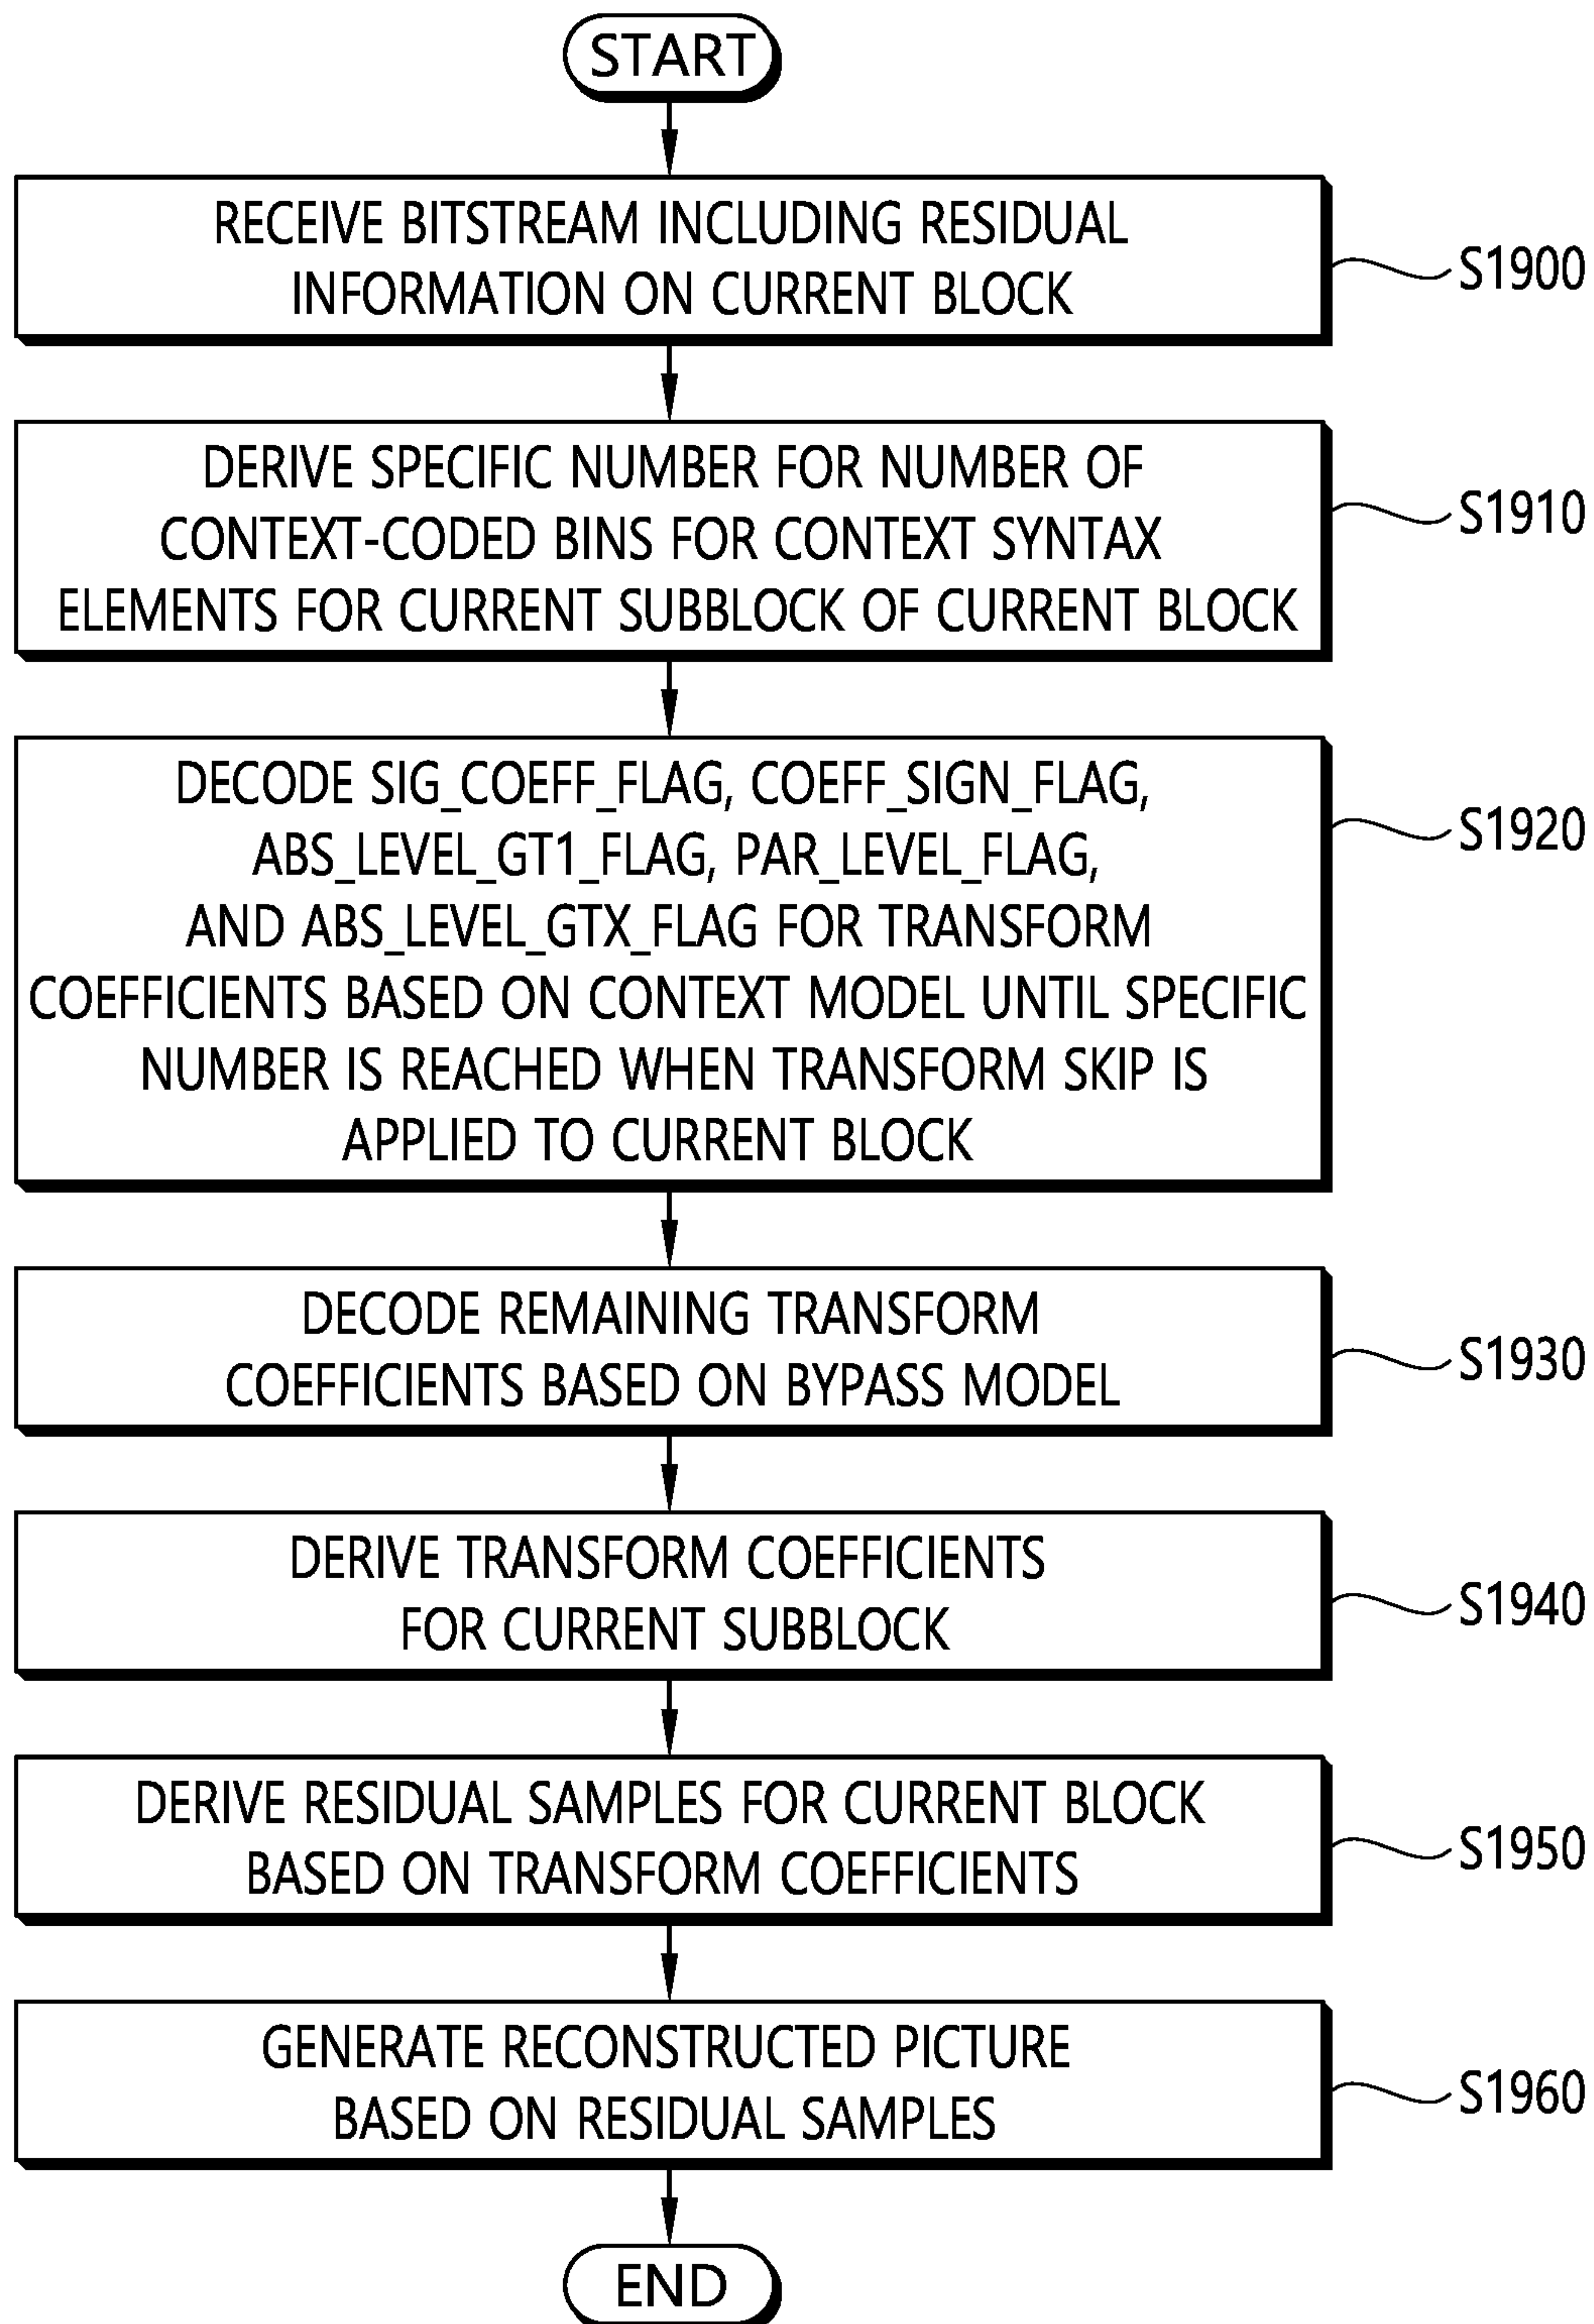 START
RECEIVE BITSTREAM INCLUDING RESIDUAL
INFORMATION ON CURRENT BLOCK
S1900
DERIVE SPECIFIC NUMBER FOR NUMBER OF
CONTEXT-CODED BINS FOR CONTEXT SYNTAX
ELEMENTS FOR CURRENT SUBBLOCK OF CURRENT BLOCK
S1910
DECODE SIG_COEFF_FLAG, COEFF_SIGN_FLAG,
ABS_LEVEL_GT1_FLAG, PAR_LEVEL_FLAG,
AND ABS_LEVEL_GTX_FLAG FOR TRANSFORM
COEFFICIENTS BASED ON CONTEXT MODEL UNTIL SPECIFIC
NUMBER IS REACHED WHEN TRANSFORM SKIP IS
APPLIED TO CURRENT BLOCK
S1920
DECODE REMAINING TRANSFORM
COEFFICIENTS BASED ON BYPASS MODEL
S1930
DERIVE TRANSFORM COEFFICIENTS
FOR CURRENT SUBBLOCK
S1940
DERIVE RESIDUAL SAMPLES FOR CURRENT BLOCK
BASED ON TRANSFORM COEFFICIENTS
S1950
GENERATE RECONSTRUCTED PICTURE
BASED ON RESIDUAL SAMPLES
S1960
END